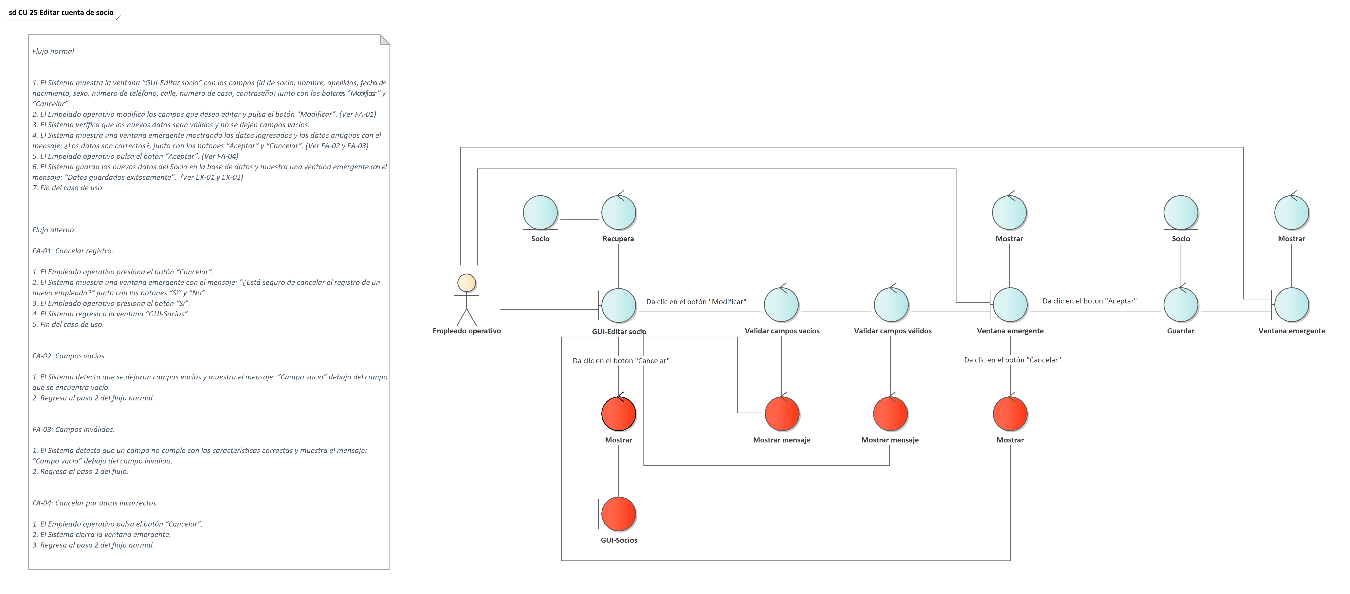 sd CU 25 Editar cuenta de socio
Flujo normal
1. El Sistema muestra la ventana "GUI-Editar socio" con los campos (id de socio, nombre, apellidos, fecha de
nacimiento, sexo, número de teléfono, calle, numero de casa, contraseña) junto con los botones "Modificar" y
"Cancelar".
2. El Empelado operativo modifica los campos que desea editar y pulsa el botón "Modificar". (Ver FA-01)
3. El Sistema verifica que los nuevos datos sean válidos y no se dejen campos vacios.
4. El Sistema muestra una ventana emergente mostrando los datos ingresados y los datos antiguos con el
mensaje: ¿Los datos son correctos?, junto con los botones "Aceptar" y "Cancelar". (Ver FA-02 y FA-03)
5. El Empelado operativo pulsa el botón "Aceptar". (Ver FA-04)
6. El Sistema guarda los nuevos datos del Socio en la base de datos y muestra una ventana emergente con el
mensaje: "Datos guardados exitosamente". (Ver EX-01 y EX-02)
7. Fin del caso de uso.
Flujo alterno
FA-01: Cancelar registro.
1. El Empleado operativo presiona el botón "Cancelar".
2. El Sistema muestra una ventana emergente con el mensaje: "¿Está seguro de cancelar el registro de un
nuevo empleado?" junto con los botones "Si" y "No".
3. El Empleado operativo presiona el botón "Si".
4. El Sistema regresa a la ventana "GUI-Socios"
5. Fin del caso de uso.
FA-02: Campos vacios
1. El Sistema detecta que se dejaron campos vacios y muestra el mensaje: "Campo vacio" debajo del campo
que se encuentra vacío.
2. Regresa al paso 2 del flujo normal
FA-03: Campos inválidos.
1. El Sistema detecta que un campo no cumple con las características correctas y muestra el mensaje:
"Campo vacio" debajo del campo invalido.
2. Regresa al paso 2 del flujo.
FA-04: Cancelar por datos incorrectos
1. El Empleado operativo pulsa el botón "Cancelar".
2. El Sistema cierra la ventana emergente.
3. Regresa al paso 2 del flujo normal.
Socio
Recupera
Mostrar
Socio
Mostrar
Da clic en el botón "Modificar"
Da clic en el boton "Aceptar"
Empleado operativo
GUI-Editar socio
Validar campos vacios
Validar campos vélidos
Ventana emergente
Guardar
Ventana emergente
Da clic en el botón "Cancelar"
Da clic en el botón "Cancelar"
Mostrar
Mostrar mensaje
Mostrar mensaje
Mostrar
GUI-Socios